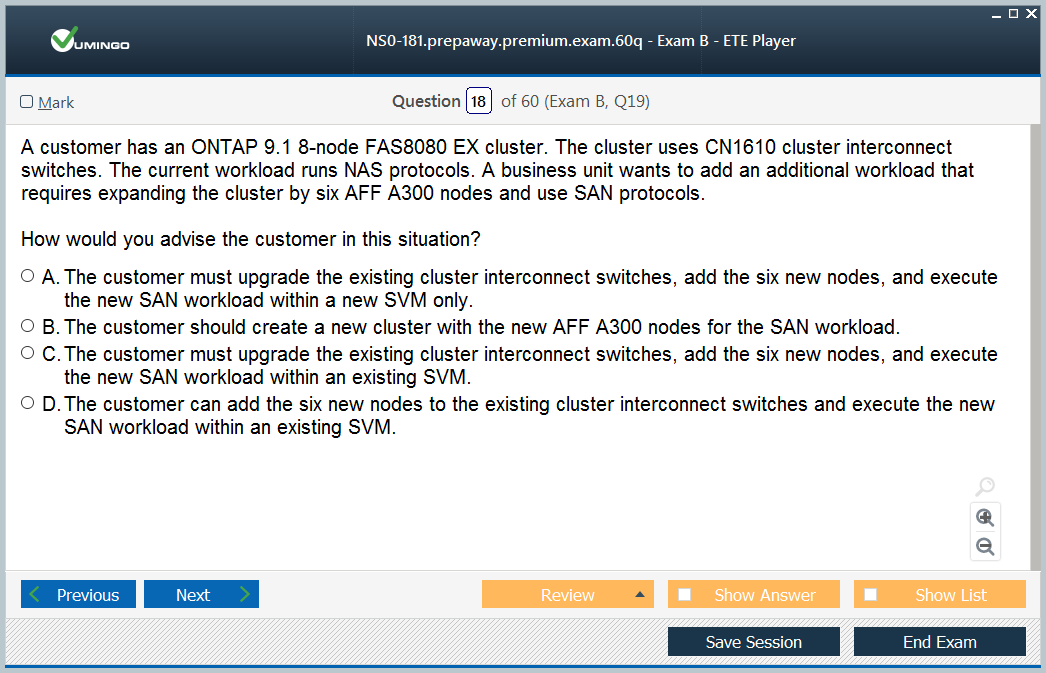 VUMINGO
NS0-181.prepaway.premium.exam.60q - Exam B - ETE Player
Mark
Question 18 of 60 (Exam B, Q19)
A customer has an ONTAP 9.1 8-node FAS8080 EX cluster. The cluster uses CN1610 cluster interconnect
switches. The current workload runs NAS protocols. A business unit wants to add an additional workload that
requires expanding the cluster by six AFF A300 nodes and use SAN protocols.
How would you advise the customer in this situation?
A. The customer must upgrade the existing cluster interconnect switches, add the six new nodes, and execute
the new SAN workload within a new SVM only.
B. The customer should create a new cluster with the new AFF A300 nodes for the SAN workload.
C. The customer must upgrade the existing cluster interconnect switches, add the six new nodes, and execute
the new SAN workload within an existing SVM.
D. The customer can add the six new nodes to the existing cluster interconnect switches and execute the new
SAN workload within an existing SVM.
Previous
Next
Review
Show Answer
Show List
Save Session
End Exam